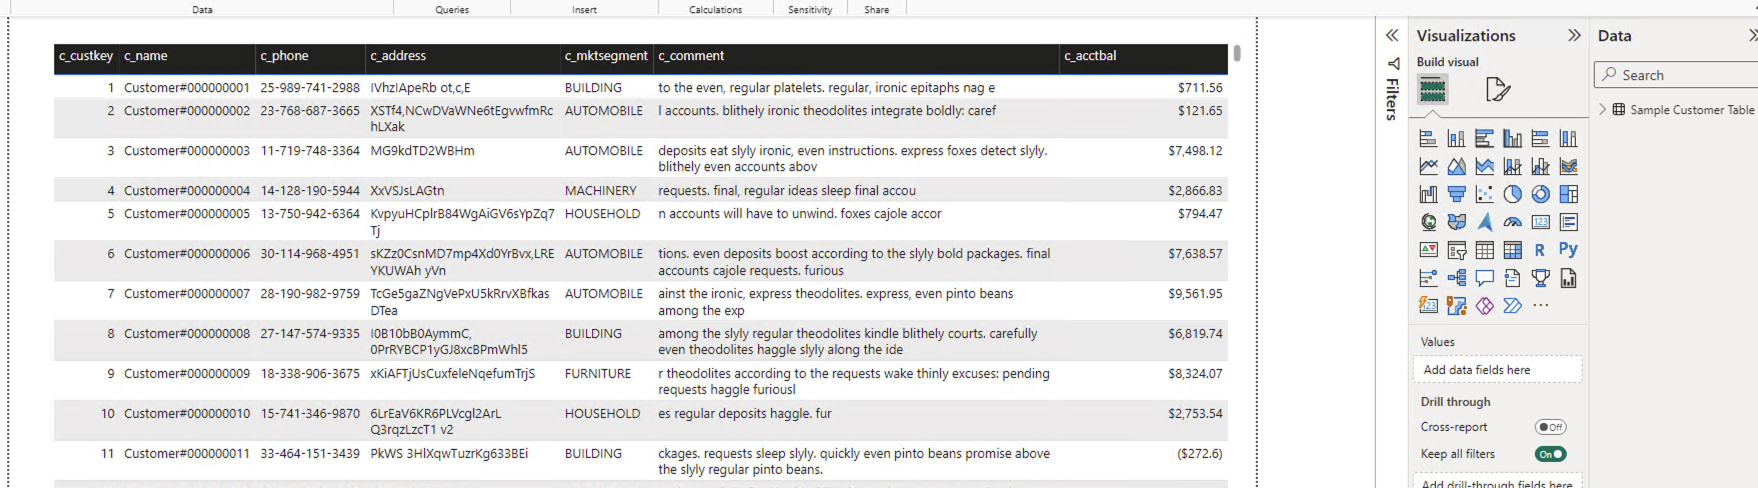 Data Queries Insert Calculations Sensitivity Share
c_custkey c_name c_phone c_address c_mktsegment c_comment c_acctbal
1 Customer#000000001 25-989-741-2988 IVhzIApeRb ot,c,E BUILDING to the even, regular platelets. regular, ironic epitaphs nag e $711.56
2 Customer#000000002 23-768-687-3665 XSTf4,NCwDVaWNe6tEgvwfmRc AUTOMOBILE l accounts. blithely ironic theodolites integrate boldly: caref $121.65
hLXak
3 Customer#000000003 11-719-748-3364 MG9kdTD2WBHm AUTOMOBILE deposits eat slyly ironic, even instructions. express foxes detect slyly. $7,498.12
blithely even accounts abov
4 Customer#000000004 14-128-190-5944 XxVSJsLAGtn MACHINERY requests. final, regular ideas sleep final accou $2,866.83
5 Customer#000000005 13-750-942-6364 KvpyuHCplrB84WgAiGV6sYpZq7 HOUSEHOLD n accounts will have to unwind. foxes cajole accor $794.47
Tj
6 Customer#000000006 30-114-968-4951 sKZz0CsnMD7mp4Xd0YrBvx,LRE AUTOMOBILE tions. even deposits boost according to the slyly bold packages. final $7,638.57
YKUWAh yVn accounts cajole requests. furious
7 Customer#000000007 28-190-982-9759 TcGe5gaZNgVePxU5kRrvXBfkas AUTOMOBILE ainst the ironic, express theodolites. express, even pinto beans $9,561.95
DTea among the exp
8 Customer#000000008 27-147-574-9335 I0B10bB0AymmC, BUILDING among the slyly regular theodolites kindle blithely courts. carefully $6,819.74
0PrRYBCP1yGJ8xcBPmWhl5 even theodolites haggle slyly along the ide
9 Customer#000000009 18-338-906-3675 xKiAFTjUsCuxfeleNqefumTrjS FURNITURE r theodolites according to the requests wake thinly excuses: pending $8,324.07
requests haggle furiousl
10 Customer#000000010 15-741-346-9870 6LrEaV6KR6PLVcgl2ArL HOUSEHOLD es regular deposits haggle. fur $2,753.54
Q3rqzLzcT1 v2
11 Customer#000000011 33-464-151-3439 PkWS 3HlXqwTuzrKg633BEi BUILDING ckages. requests sleep slyly. quickly even pinto beans promise above ($272.6)
the slyly regular pinto beans.
Filters
Visualizations
Build visual
123
R Py
123
Values
Add data fields here
Drill through
Cross-report Off
Keep all filters On
Add drill-through fields here
Data
Search
Sample Customer Table